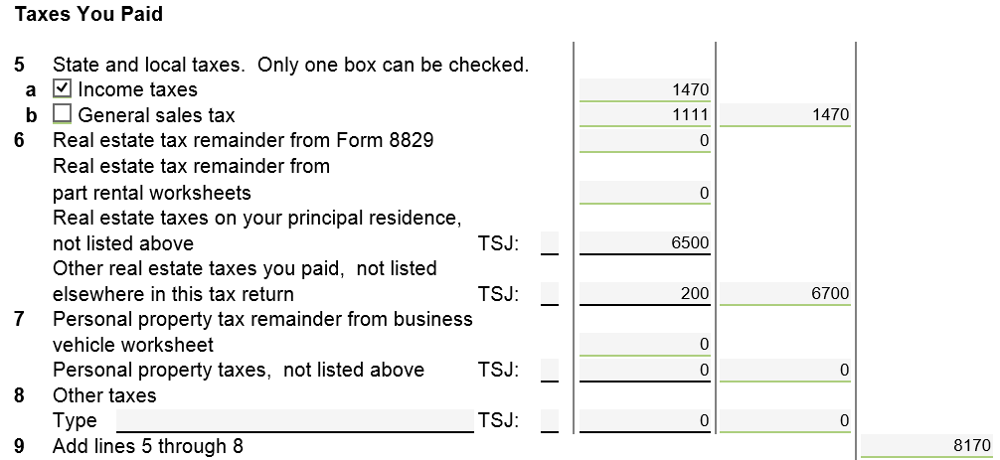 Taxes You Paid
5 State and local taxes. Only one box can be checked.
a Income taxes 1470
b General sales tax 1111 1470
6 Real estate tax remainder from Form 8829 0
Real estate tax remainder from
part rental worksheets 0
Real estate taxes on your principal residence,
not listed above TSJ: 6500
Other real estate taxes you paid, not listed
elsewhere in this tax return TSJ: 200 6700
7 Personal property tax remainder from business
vehicle worksheet 0
Personal property taxes, not listed above TSJ: 0 0
8 Other taxes
Type TSJ: 0 0
9 Add lines 5 through 8 8170